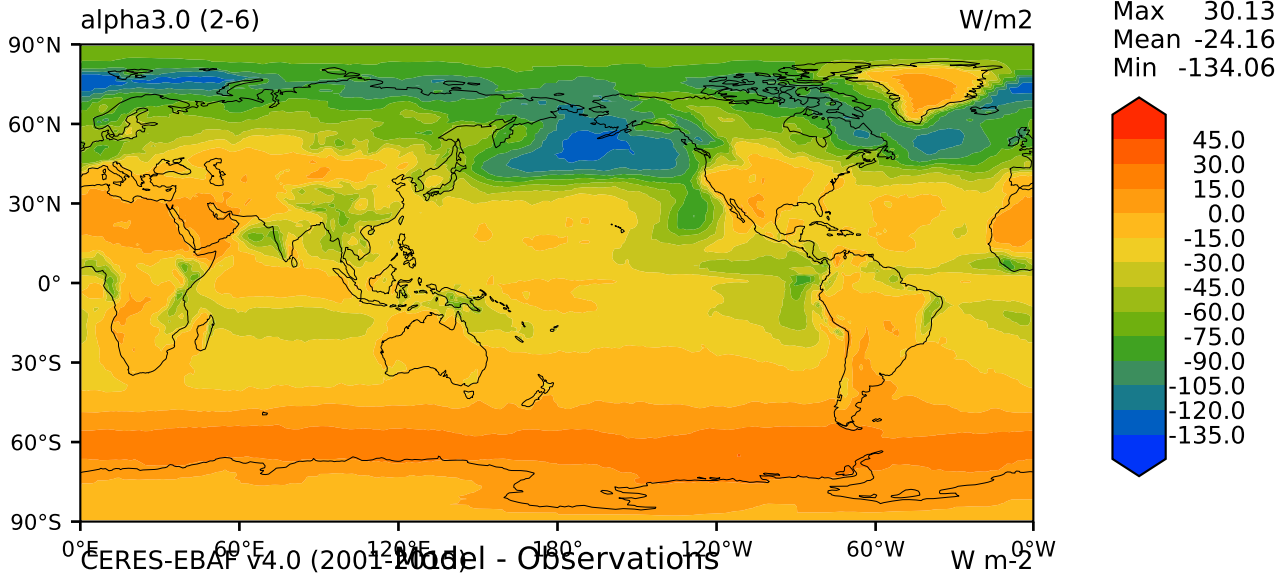 alpha3.0 (2-6) W/m2
Max 30.13
Mean -24.16
Min -134.06
90°N
60°N
30°N
0°
30°S
60°S
90°S
0°E 60°E 120°E 180° 120°W 60°W 0°W
CERES-EBAF v4.0 (2001-2015) Model - Observations W m-2
45.0
30.0
15.0
0.0
-15.0
-30.0
-45.0
-60.0
-75.0
-90.0
-105.0
-120.0
-135.0